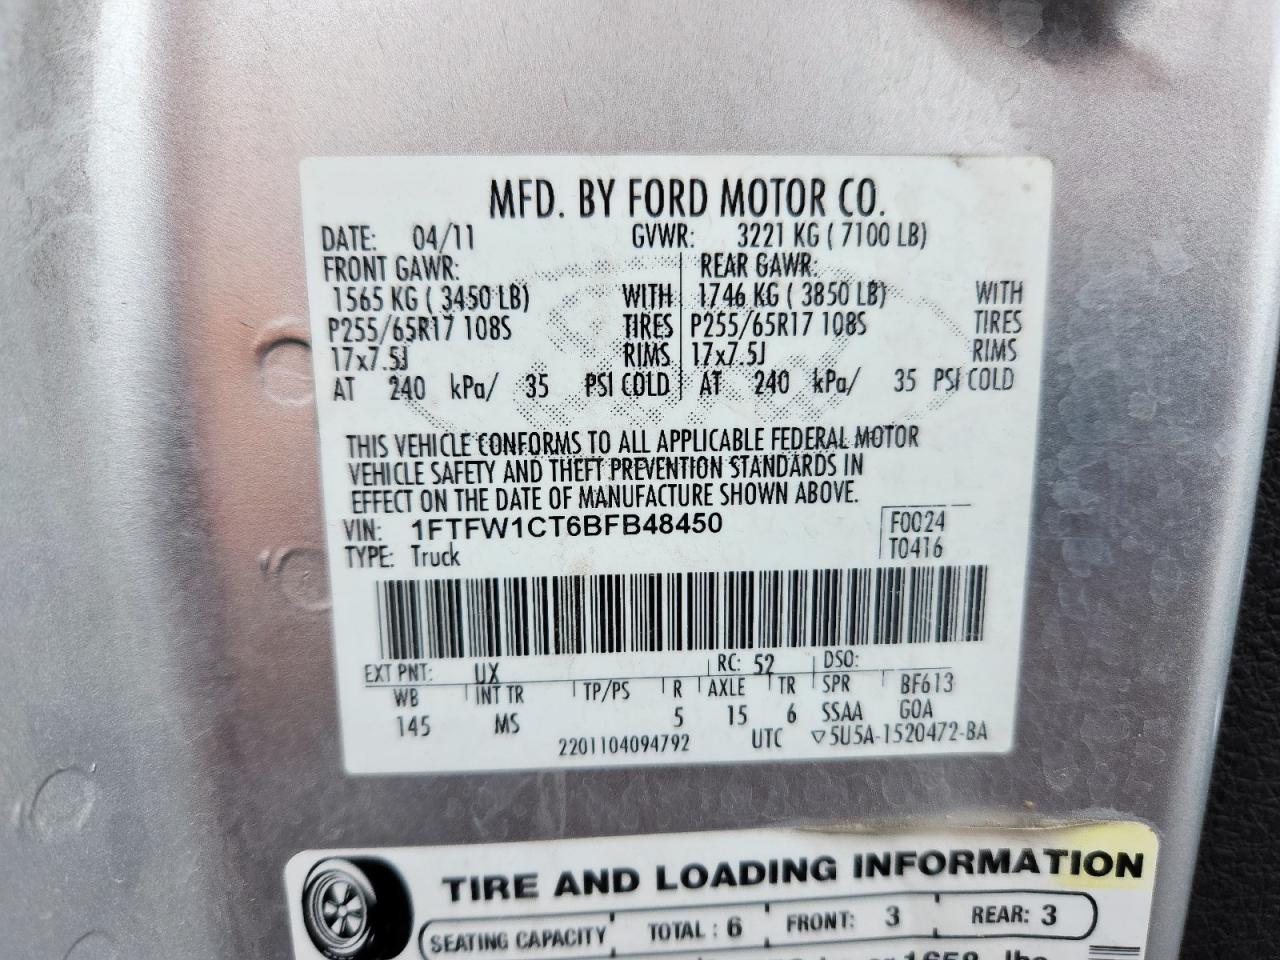 MFD. BY FORD MOTOR CO.
DATE: 04/11 GVWR: 3221 KG ( 7100 LB)
FRONT GAWR: REAR GAWR:
1565 KG ( 3450 LB) WITH 1746 KG ( 3850 LB) WITH
P255/65R17 108S TIRES P255/65R17 108S TIRES
17x7.5J RIMS 17x7.5J RIMS
AT 240 kPa/ 35 PSI COLD AT 240 kPa/ 35 PSI COLD
THIS VEHICLE CONFORMS TO ALL APPLICABLE FEDERAL MOTOR
VEHICLE SAFETY AND THEFT PREVENTION STANDARDS IN
EFFECT ON THE DATE OF MANUFACTURE SHOWN ABOVE.
VIN: 1FTFW1CT6BFB48450 F0024
TYPE: Truck T0416
EXT PNT: UX RC: 52 DSO:
WB INT TR TP/PS R AXLE TR SPR BF613
145 MS 5 15 6 SSAA GOA
2201104094792 UTC ▽5U5A-1520472-BA
TIRE AND LOADING INFORMATION
SEATING CAPACITY TOTAL : 6 FRONT: 3 REAR: 3